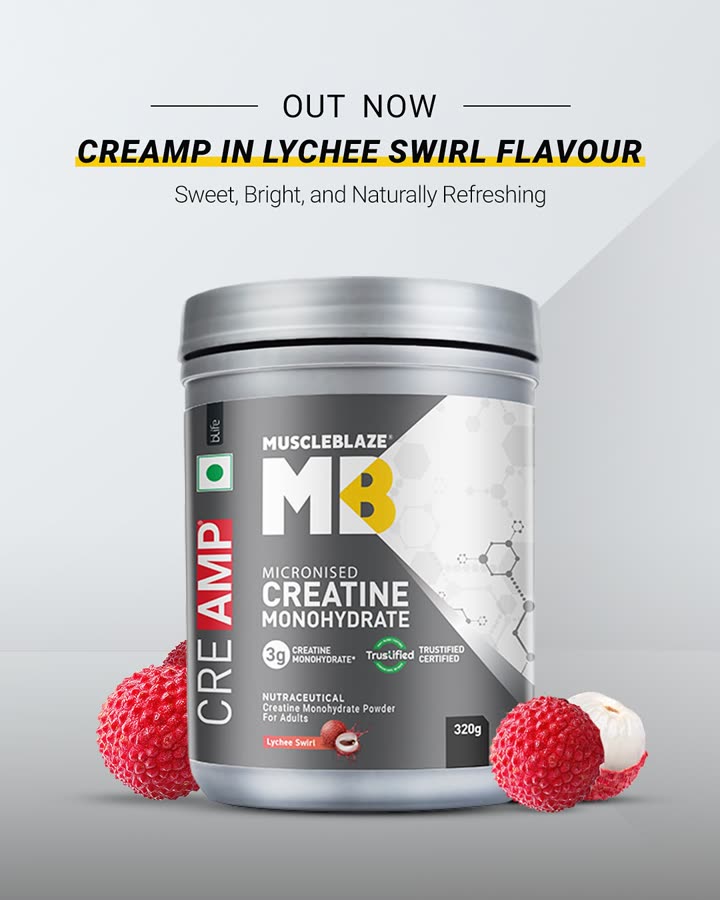 OUT NOW
CREAMP IN LYCHEE SWIRL FLAVOUR
Sweet, Bright, and Naturally Refreshing
bLife
CREAMP®
MUSCLEBLAZE®
MB
MICRONISED
CREATINE
MONOHYDRATE
3g CREATINE
MONOHYDRATE*
Truslified
TRUSTIFIED
CERTIFIED
NUTRACEUTICAL
Creatine Monohydrate Powder
For Adults
Lychee Swirl
320g